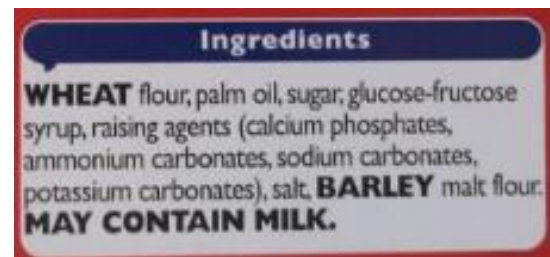 Ingredients
WHEAT flour, palm oil, sugar, glucose-fructose
syrup, raising agents (calcium phosphates,
ammonium carbonates, sodium carbonates,
potassium carbonates), salt, BARLEY malt flour.
MAY CONTAIN MILK.